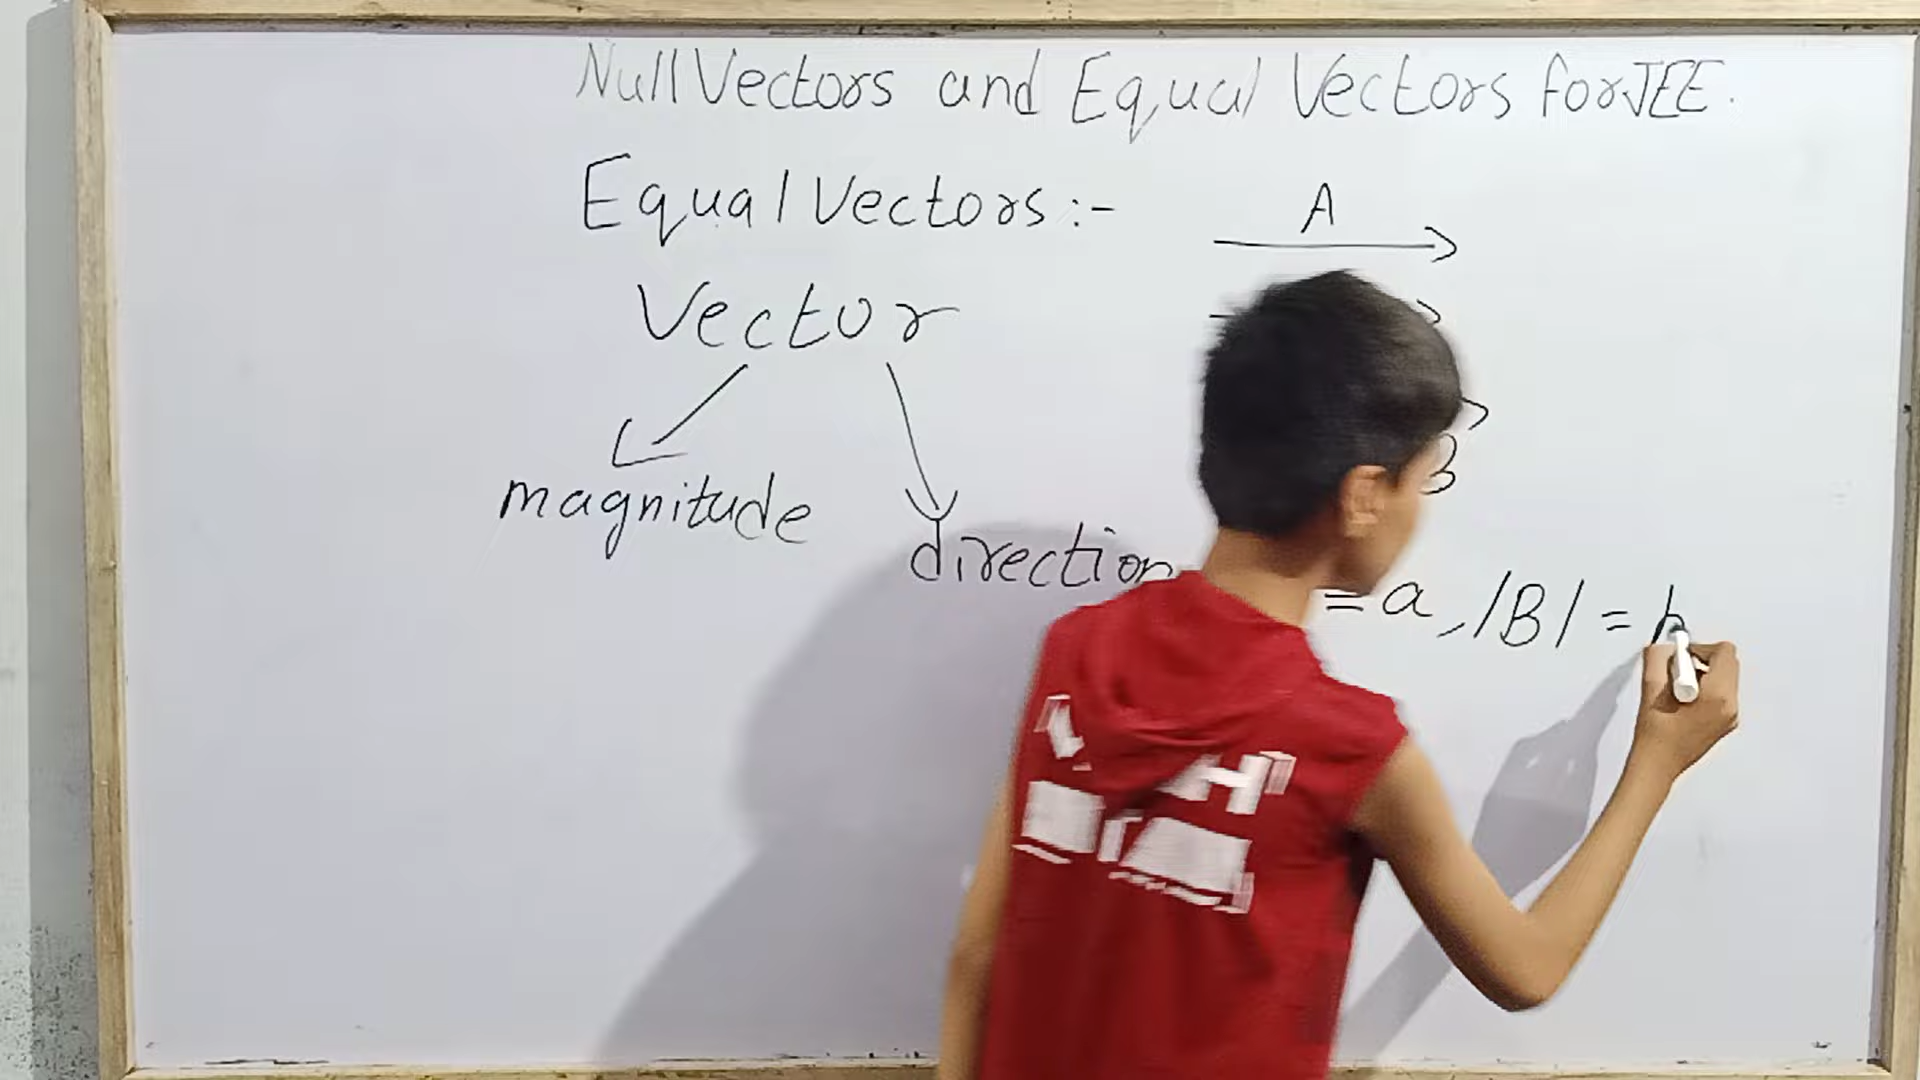 Null Vectors and Equal Vectors for JEE.
Equal Vectors :-
A
Vector
magnitude
direction
= a, |B| = b
H